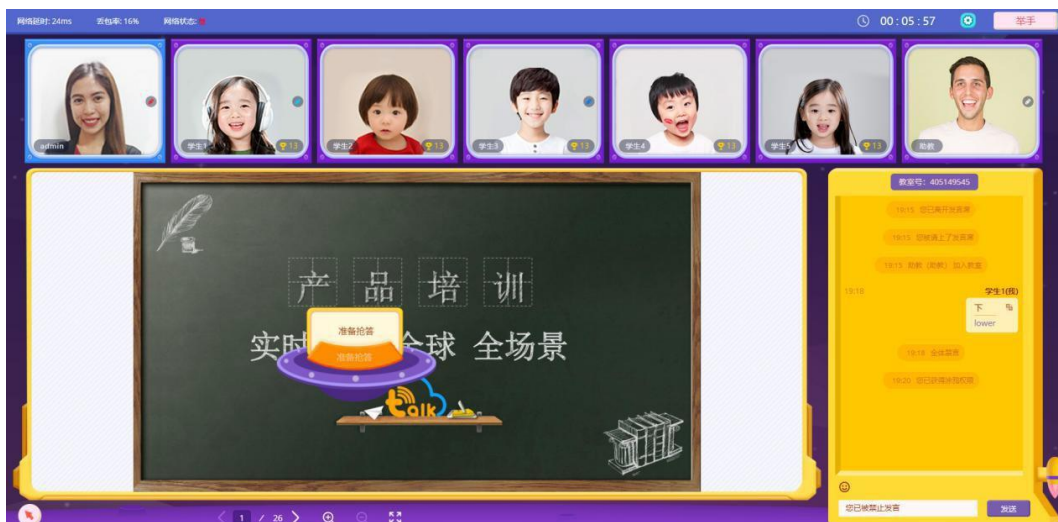 网络延时: 24ms 丢包率: 16% 网络状态:
00 : 05 : 57
举手
admin
学生1 13
学生2 13
学生3 13
学生4 13
学生5 13
助教
教室号: 405149545
19:15 您已离开发言席
19:15 您被请上了发言席
19:15 助教 (助教) 加入教室
19:18 学生1(我)
下
lower
19:19 全体禁言
19:20 您已获得涂鸦权限
产品培训
实时 全球 全场景
准备抢答
准备抢答
talk
1 / 26
您已被禁止发言
发送